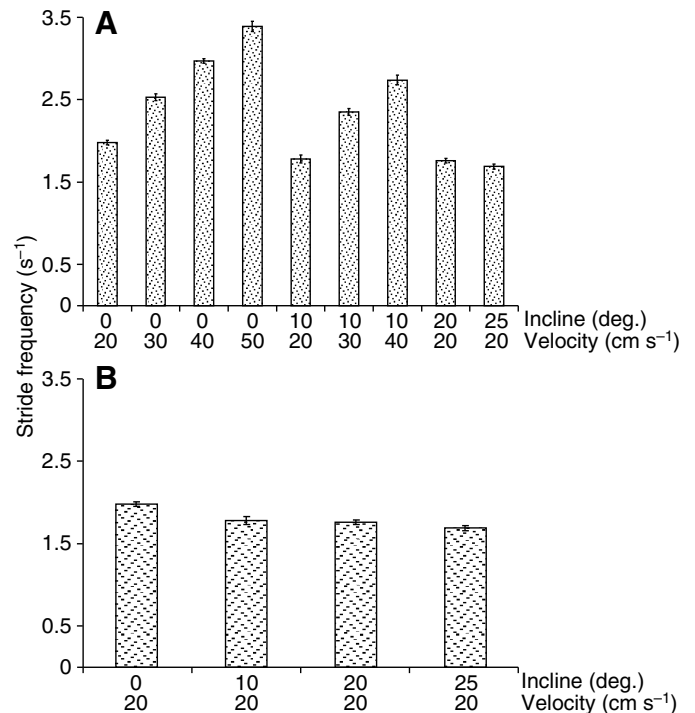 A
3.5
2.5
1.5
0.5
0
0 0 0 0 10 10 10 20 25 Incline (deg.)
20 30 40 50 20 30 40 20 20 Velocity (cm s⁻¹)
Stride frequency (s⁻¹)
B
3.5
2.5
1.5
0.5
0
0 10 20 25 Incline (deg.)
20 20 20 20 Velocity (cm s⁻¹)